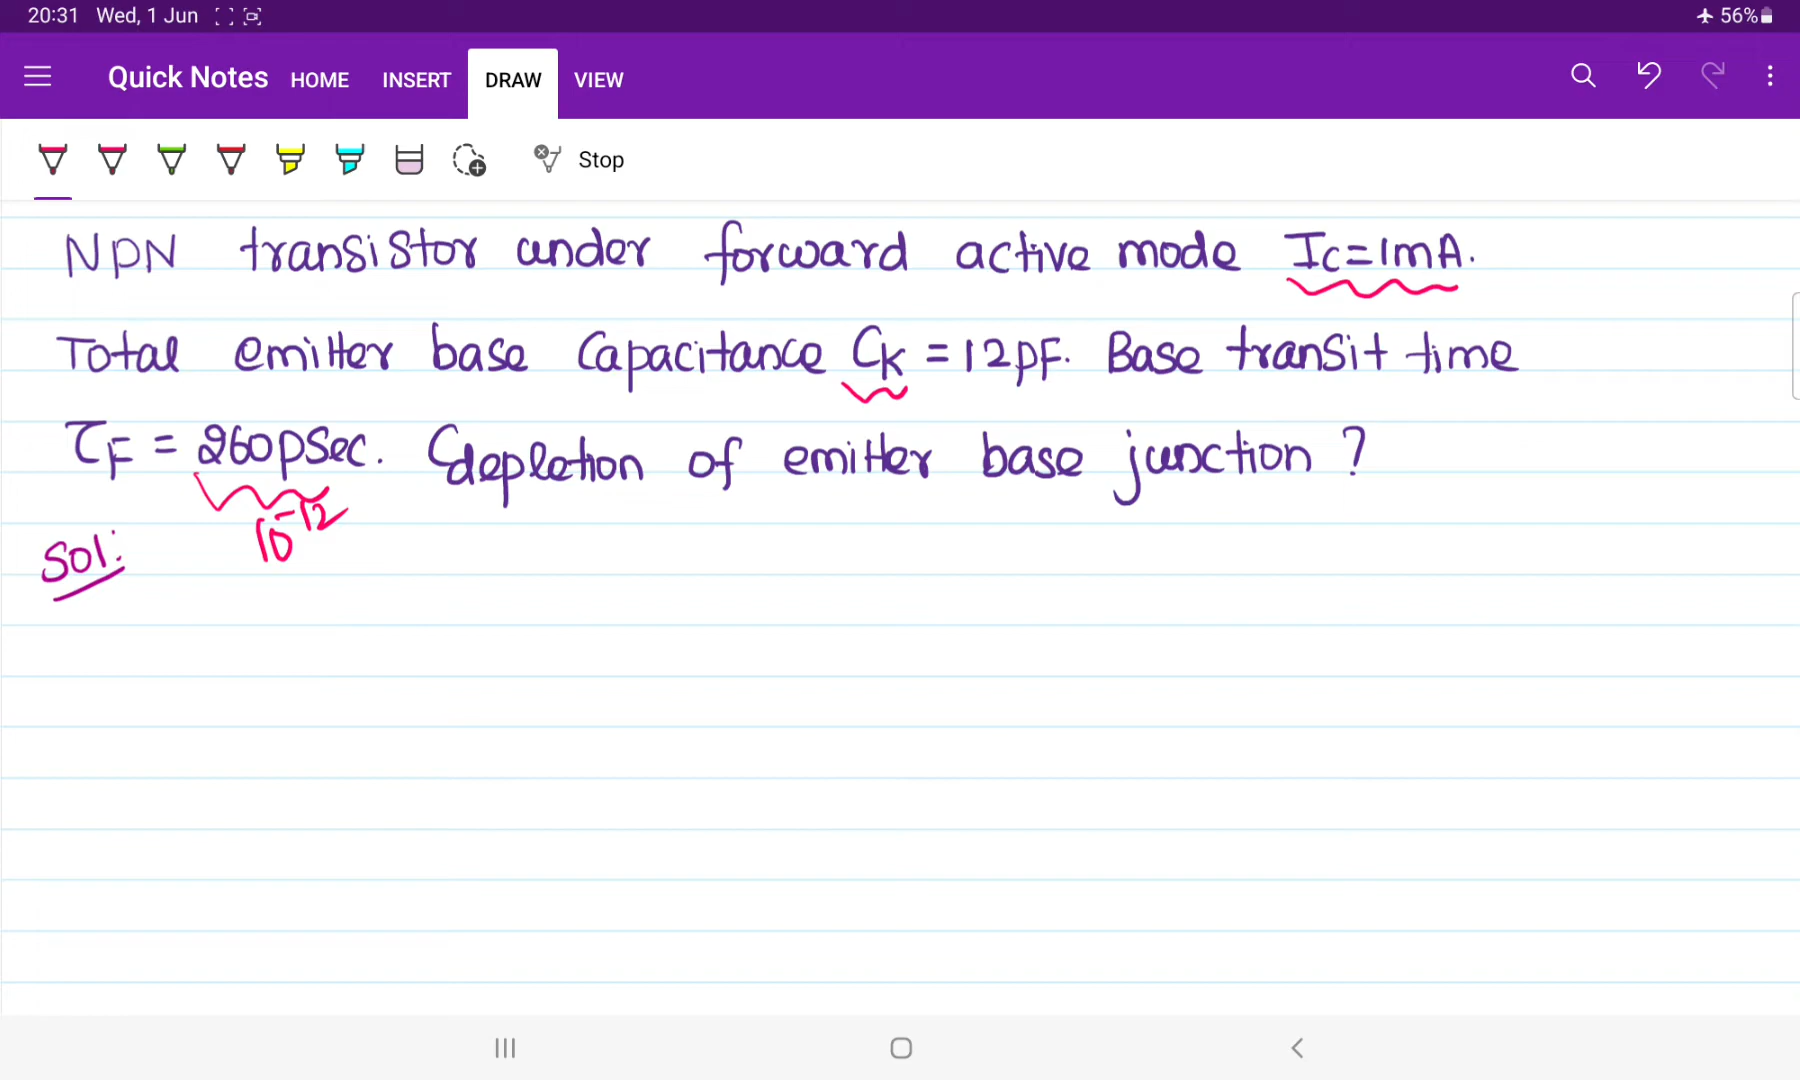 20:31 Wed, 1 Jun 56%
Quick Notes HOME INSERT DRAW VIEW
Stop
NPN transistor under forward active mode Ic=1mA.
Total emitter base Capacitance CK = 12pF. Base transit time
τF = 260psec. Cdepletion of emitter base junction ?
10-12
Sol: